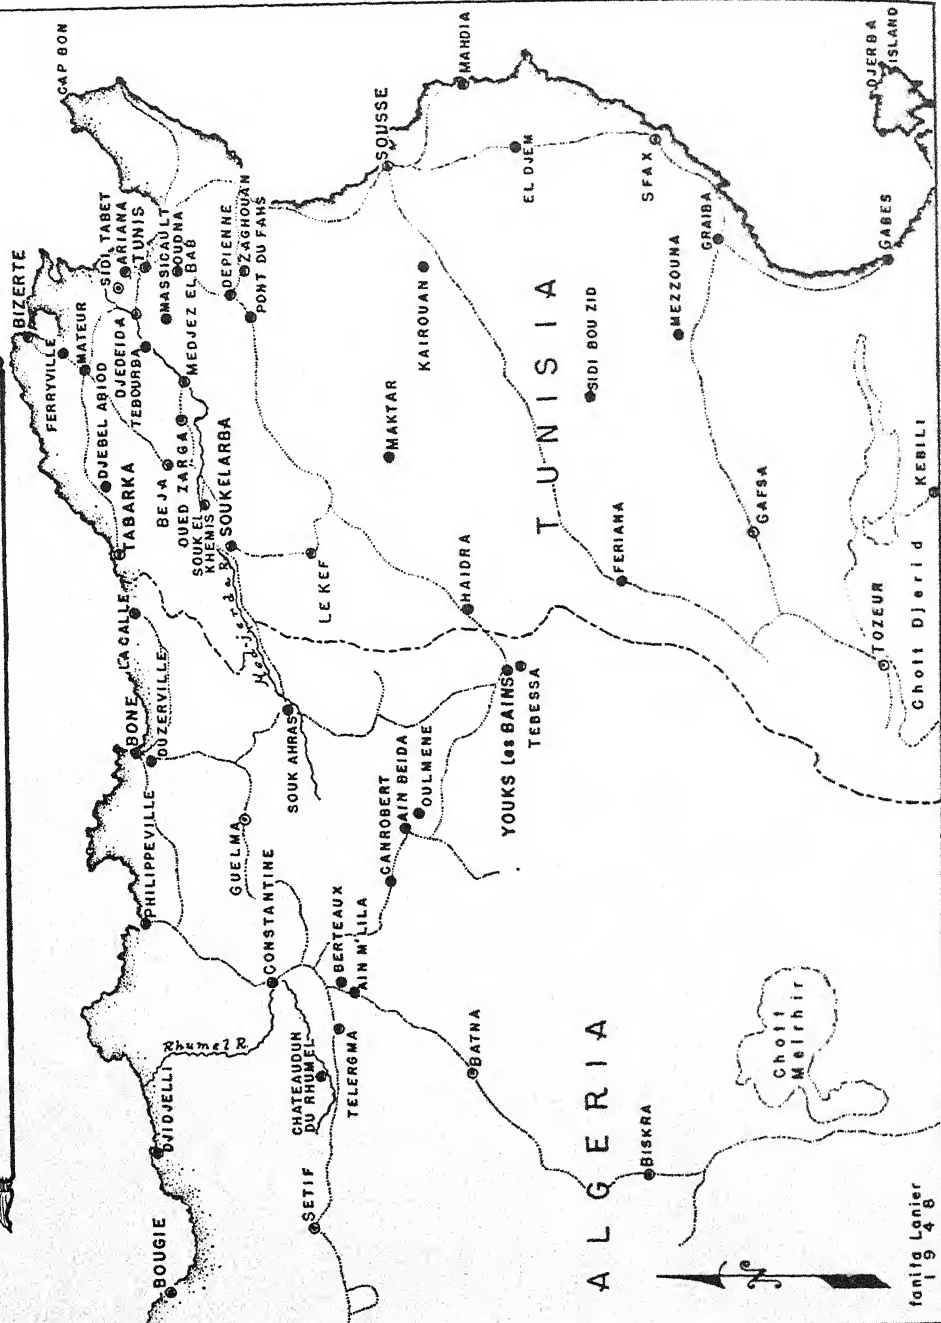 CAP BON
BIZERTE
FERRYVILLE
MATEUR
SIDI TABET
ARIANA
TUNIS
DJEBEL ABIOD
DJEDEIDA
TEBOURBA
MASSICAULT
OUDNA
MEDJEZ EL BAB
TABARKA
BEJA
OUED ZARGA
SOUK EL
KHEMIS
SOUKELARBA
DEPIENNE
ZAGHOUAN
PONT DU FAHS
LA CALLE
BONE
DUZERVILLE
PHILIPPEVILLE
Medjerda R.
LE KEF
SOUSSE
MAHDIA
KAIROUAN
MAKTAR
EL DJEM
SOUK AHRAS
GUELMA
CONSTANTINE
Rhumel R.
DJIDJELLI
BOUGIE
CHATEAUDUN
DU RHUMEL
SETIF
TELERGMA
BERTEAUX
AIN M'LILA
CANROBERT
AIN BEIDA
OULMENE
HAIDRA
YOUKS les BAINS
TEBESSA
TUNISIA
SIDI BOU ZID
SFAX
GRAIBA
MEZZOUNA
FERIANA
GAFSA
GABES
DJERBA
ISLAND
KEBILI
TOZEUR
Chott Djerid
BATNA
ALGERIA
BISKRA
Chott
Melrhir
N
Tanita Lanier
1948